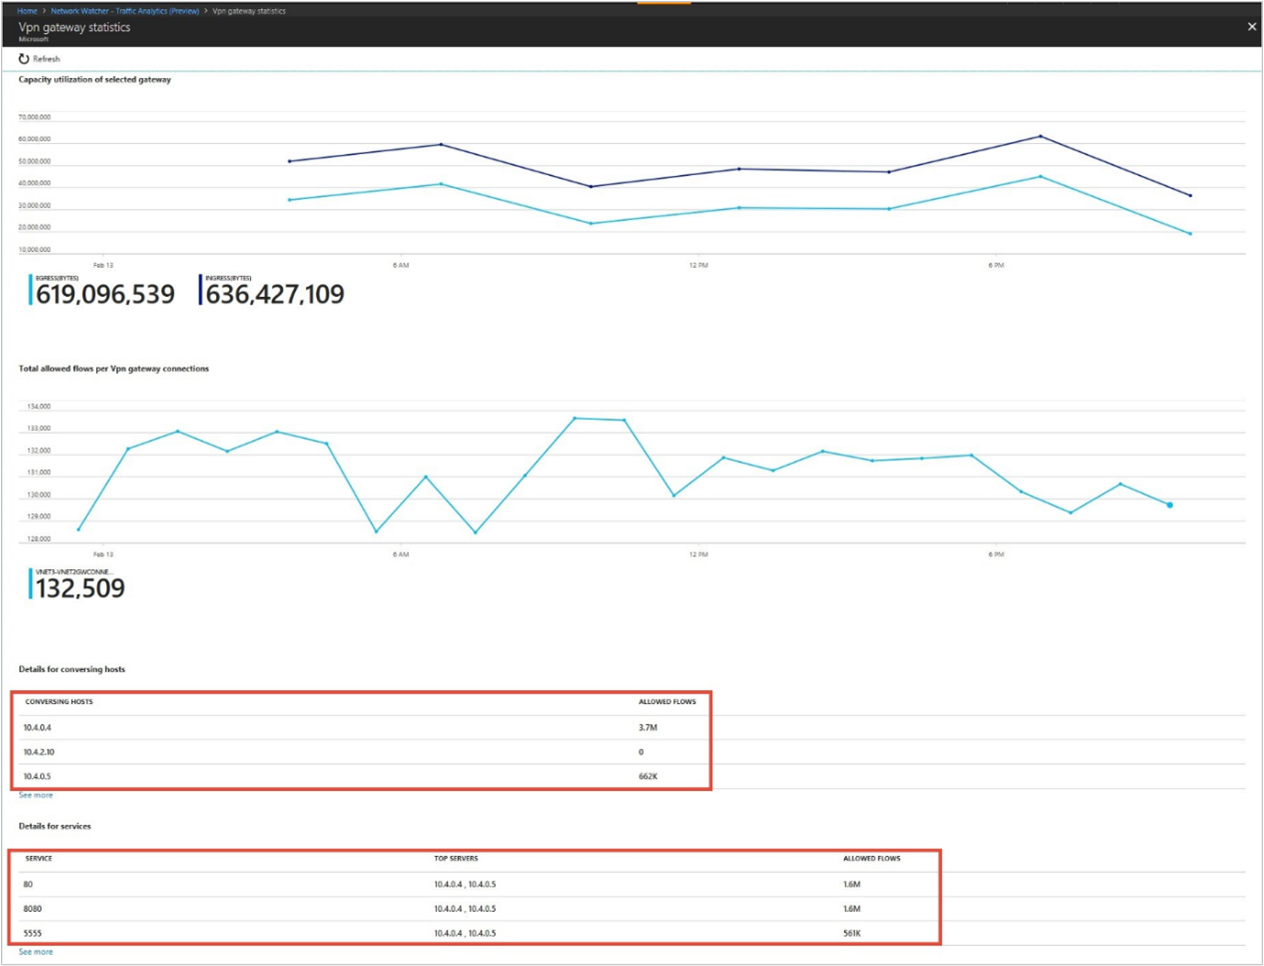 Home > Network Watcher - Traffic Analytics (Preview) > Vpn gateway statistics
Vpn gateway statistics
Microsoft
Refresh
Capacity utilization of selected gateway
70,000,000
60,000,000
50,000,000
40,000,000
30,000,000
20,000,000
10,000,000
Feb 13 6 AM 12 PM 6 PM
EGRESS(BYTES) INGRESS(BYTES)
619,096,539 636,427,109
Total allowed flows per Vpn gateway connections
134,000
133,000
132,000
131,000
130,000
129,000
128,000
Feb 13 6 AM 12 PM 6 PM
VNET3-VNET2GWCONNE...
132,509
Details for conversing hosts
CONVERSING HOSTS ALLOWED FLOWS
10.4.0.4 3.7M
10.4.2.10 0
10.4.0.5 662K
See more
Details for services
SERVICE TOP SERVERS ALLOWED FLOWS
80 10.4.0.4 , 10.4.0.5 1.6M
8080 10.4.0.4 , 10.4.0.5 1.6M
5555 10.4.0.4 , 10.4.0.5 561K
See more